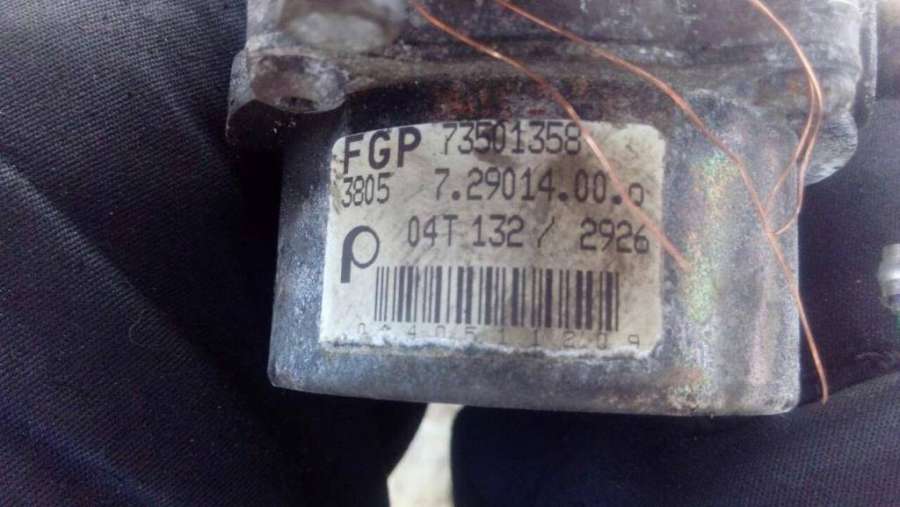 FGP 73501358
3805 7.29014.00.0
04T 132 / 2926